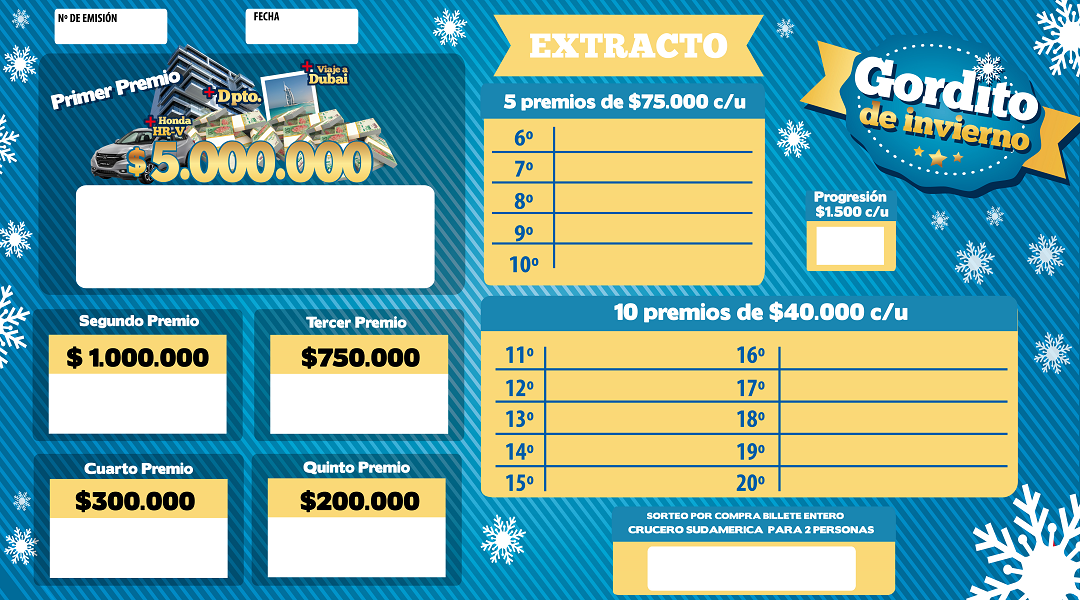 Nº DE EMISIÓN
FECHA
Primer Premio
+ Honda
HR-V
+ Dpto.
+ Viaje a
Dubai
$5.000.000
Segundo Premio
$ 1.000.000
Tercer Premio
$750.000
Cuarto Premio
$300.000
Quinto Premio
$200.000
EXTRACTO
5 premios de $75.000 c/u
6º
7º
8º
9º
10º
Gordito
de invierno
Progresión
$1.500 c/u
10 premios de $40.000 c/u
11º
12º
13º
14º
15º
16º
17º
18º
19º
20º
SORTEO POR COMPRA BILLETE ENTERO
CRUCERO SUDAMERICA PARA 2 PERSONAS